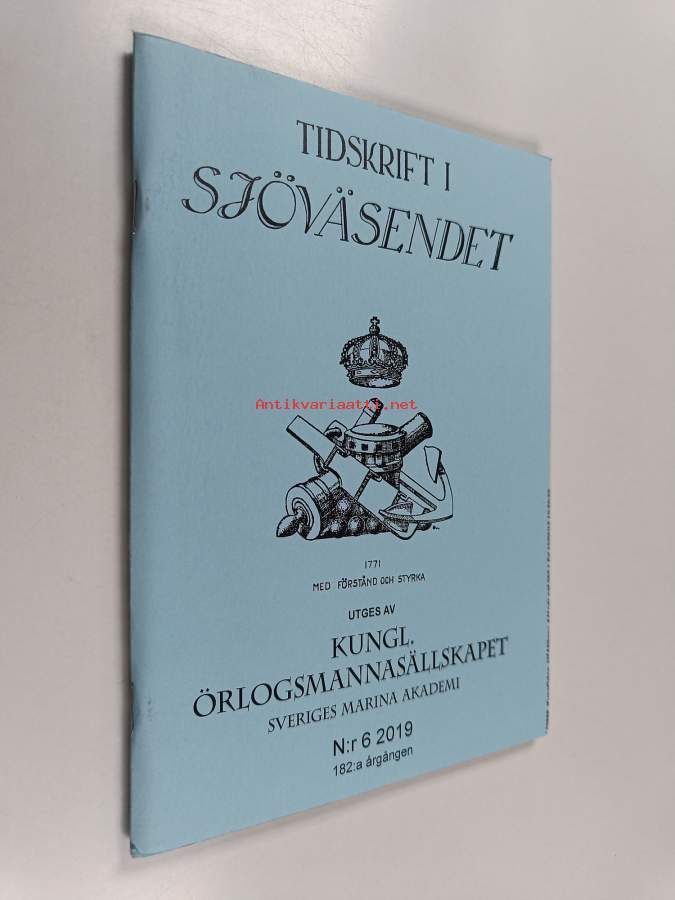 TIDSKRIFT I
SJÖVÄSENDET
Antikvariaatti.net
1771
MED FÖRSTÅND OCH STYRKA
UTGES AV
KUNGL.
ÖRLOGSMANNASÄLLSKAPET
SVERIGES MARINA AKADEMI
N:r 6 2019
182:a årgången